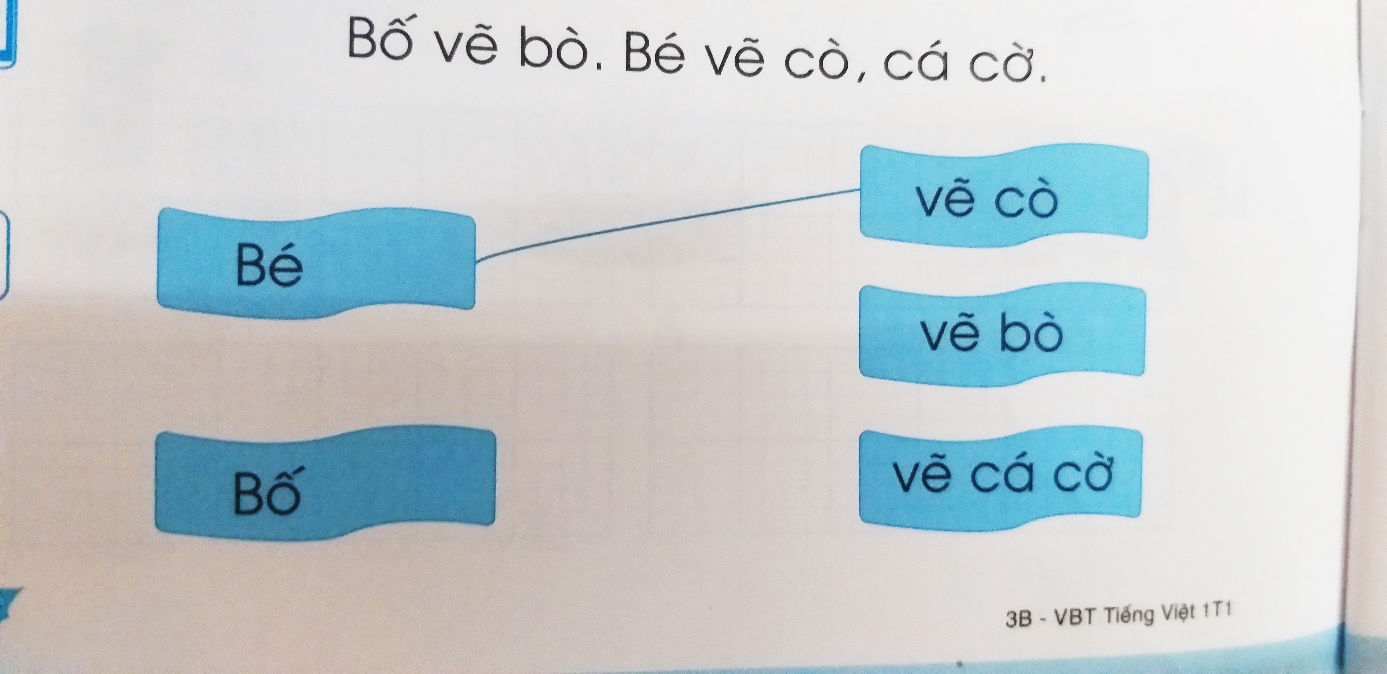 Bố vẽ bò. Bé vẽ cò, cá cờ.
vẽ cò
Bé
vẽ bò
Bố
vẽ cá cờ
3B - VBT Tiếng Việt 1T1